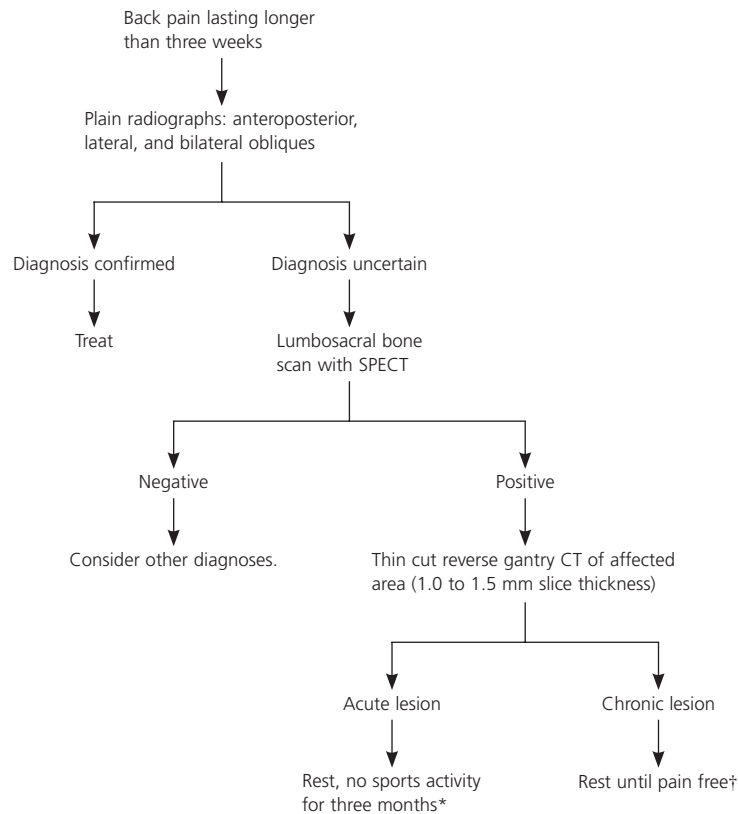 Back pain lasting longer
than three weeks
Plain radiographs: anteroposterior,
lateral, and bilateral obliques
Diagnosis confirmed
Diagnosis uncertain
Treat
Lumbosacral bone
scan with SPECT
Negative
Positive
Consider other diagnoses.
Thin cut reverse gantry CT of affected
area (1.0 to 1.5 mm slice thickness)
Acute lesion
Chronic lesion
Rest, no sports activity
for three months*
Rest until pain free†